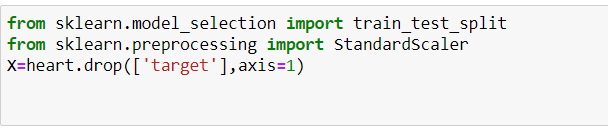 from sklearn.model_selection import train_test_split
from sklearn.preprocessing import StandardScaler
X=heart.drop(['target'],axis=1)